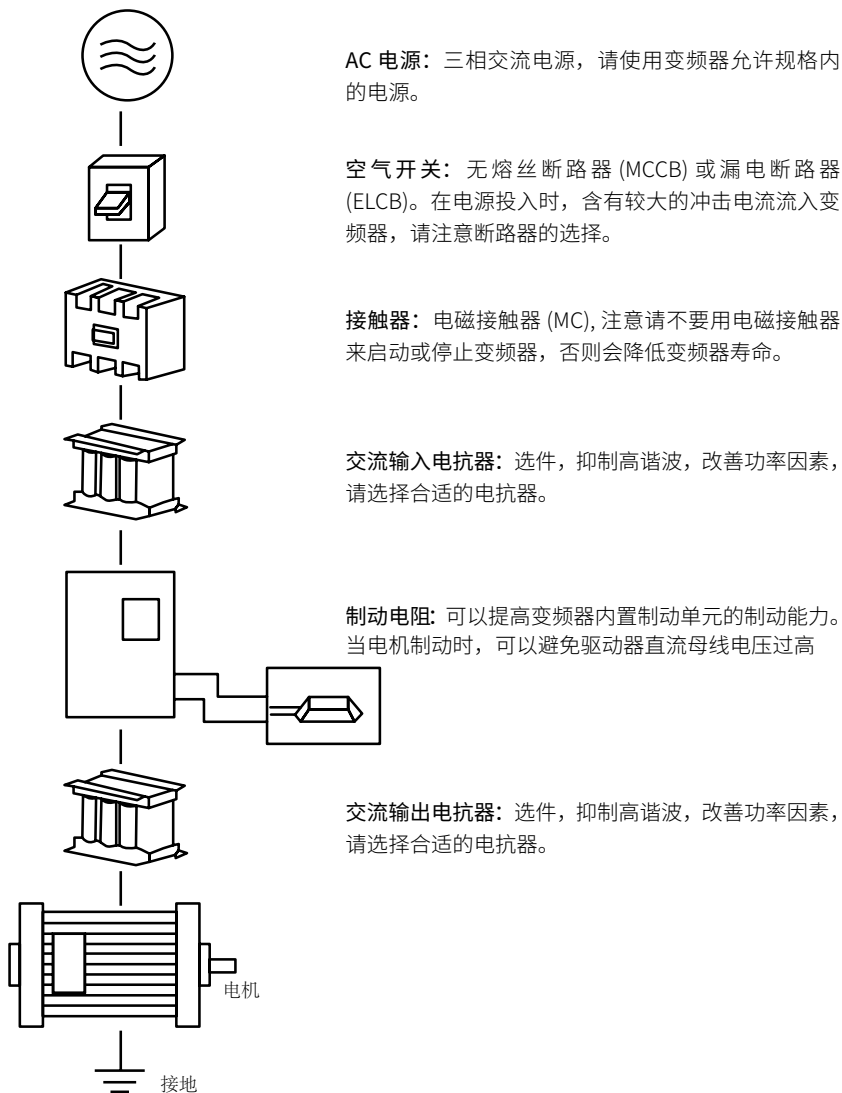 AC 电源：三相交流电源，请使用变频器允许规格内
的电源。
空气开关：无熔丝断路器 (MCCB) 或漏电断路器
(ELCB)。在电源投入时，含有较大的冲击电流流入变
频器，请注意断路器的选择。
接触器：电磁接触器 (MC), 注意请不要用电磁接触器
来启动或停止变频器，否则会降低变频器寿命。
交流输入电抗器：选件，抑制高谐波，改善功率因素，
请选择合适的电抗器。
制动电阻: 可以提高变频器内置制动单元的制动能力。
当电机制动时，可以避免驱动器直流母线电压过高
交流输出电抗器：选件，抑制高谐波，改善功率因素，
请选择合适的电抗器。
电机
接地